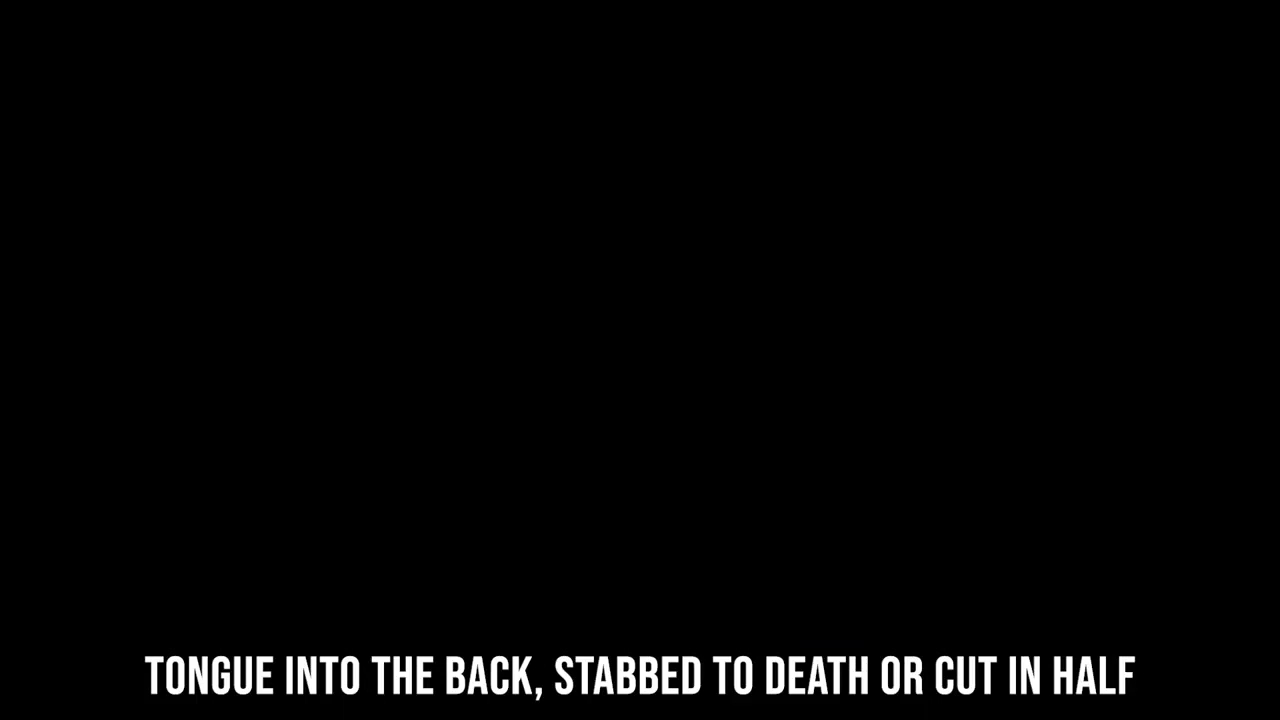 TONGUE INTO THE BACK, STABBED TO DEATH OR CUT IN HALF